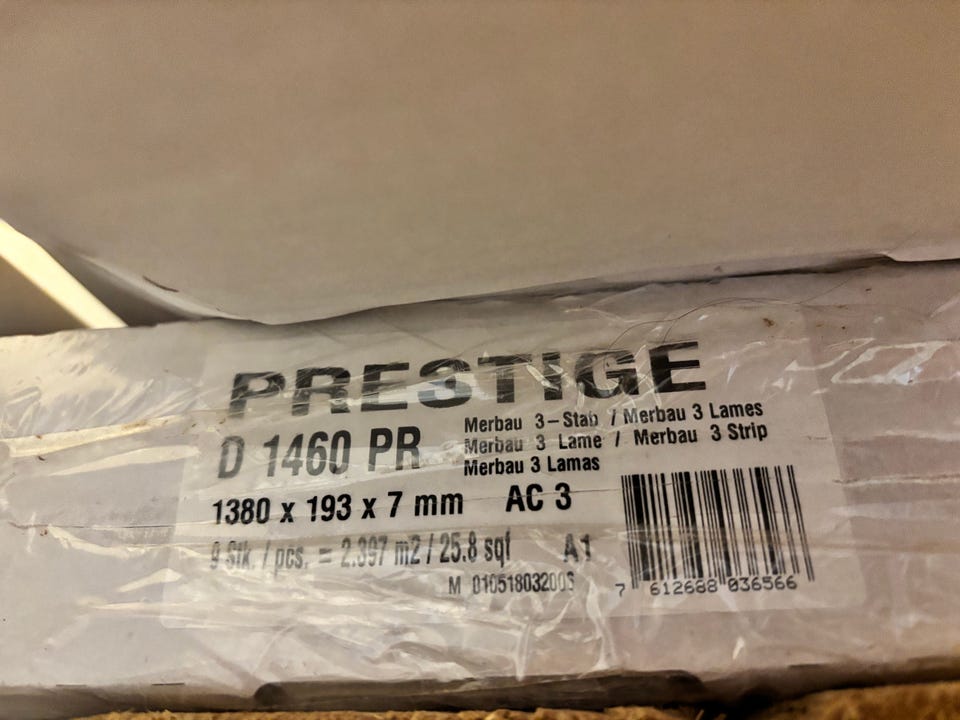 PRESTIGE
D 1460 PR
Merbau 3-Stab / Merbau 3 Lames
Merbau 3 Lame / Merbau 3 Strip
Merbau 3 Lamas
1380 x 193 x 7 mm AC 3
9 Stk. / pcs. = 2.397 m2 / 25.8 sqf A1
M 010518032003
7 612688 036566